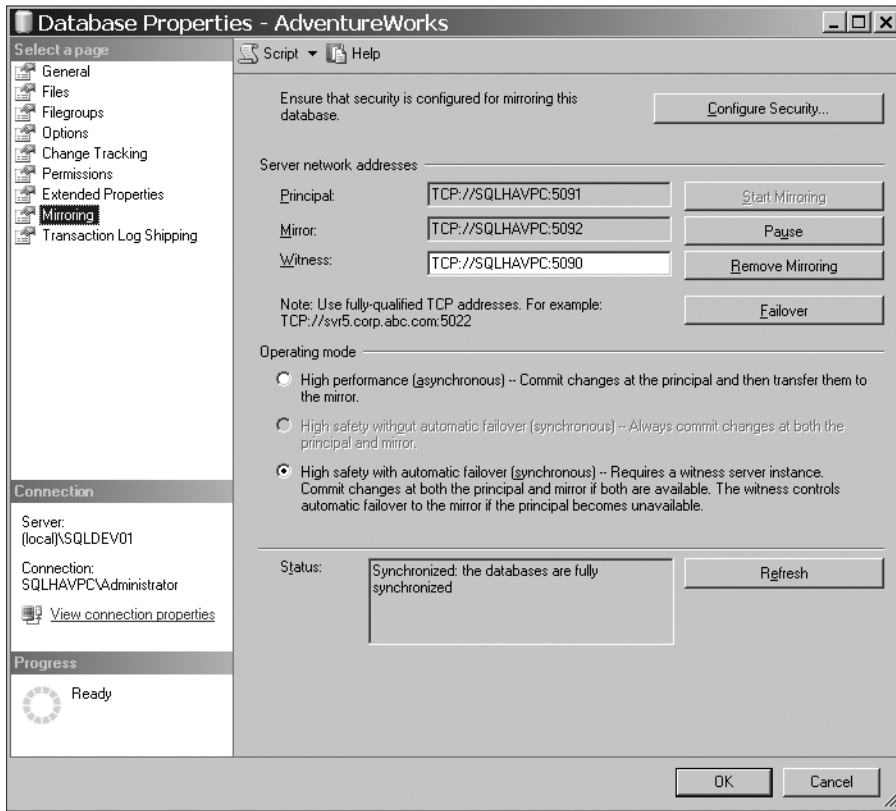 Database Properties - AdventureWorks
Select a page
General
Files
Filegroups
Options
Change Tracking
Permissions
Extended Properties
Mirroring
Transaction Log Shipping
Connection
Server:
(local)\SQLDEV01
Connection:
SQLHAVPC\Administrator
View connection properties
Progress
Ready
Script Help
Ensure that security is configured for mirroring this
database.
Configure Security...
Server network addresses
Principal: TCP://SQLHAVPC:5091 Start Mirroring
Mirror: TCP://SQLHAVPC:5092 Pause
Witness: TCP://SQLHAVPC:5090 Remove Mirroring
Note: Use fully-qualified TCP addresses. For example:
TCP://svr5.corp.abc.com:5022
Failover
Operating mode
High performance (asynchronous) -- Commit changes at the principal and then transfer them to
the mirror.
High safety without automatic failover (synchronous) -- Always commit changes at both the
principal and mirror.
High safety with automatic failover (synchronous) -- Requires a witness server instance.
Commit changes at both the principal and mirror if both are available. The witness controls
automatic failover to the mirror if the principal becomes unavailable.
Status: Synchronized: the databases are fully
synchronized
Refresh
OK Cancel